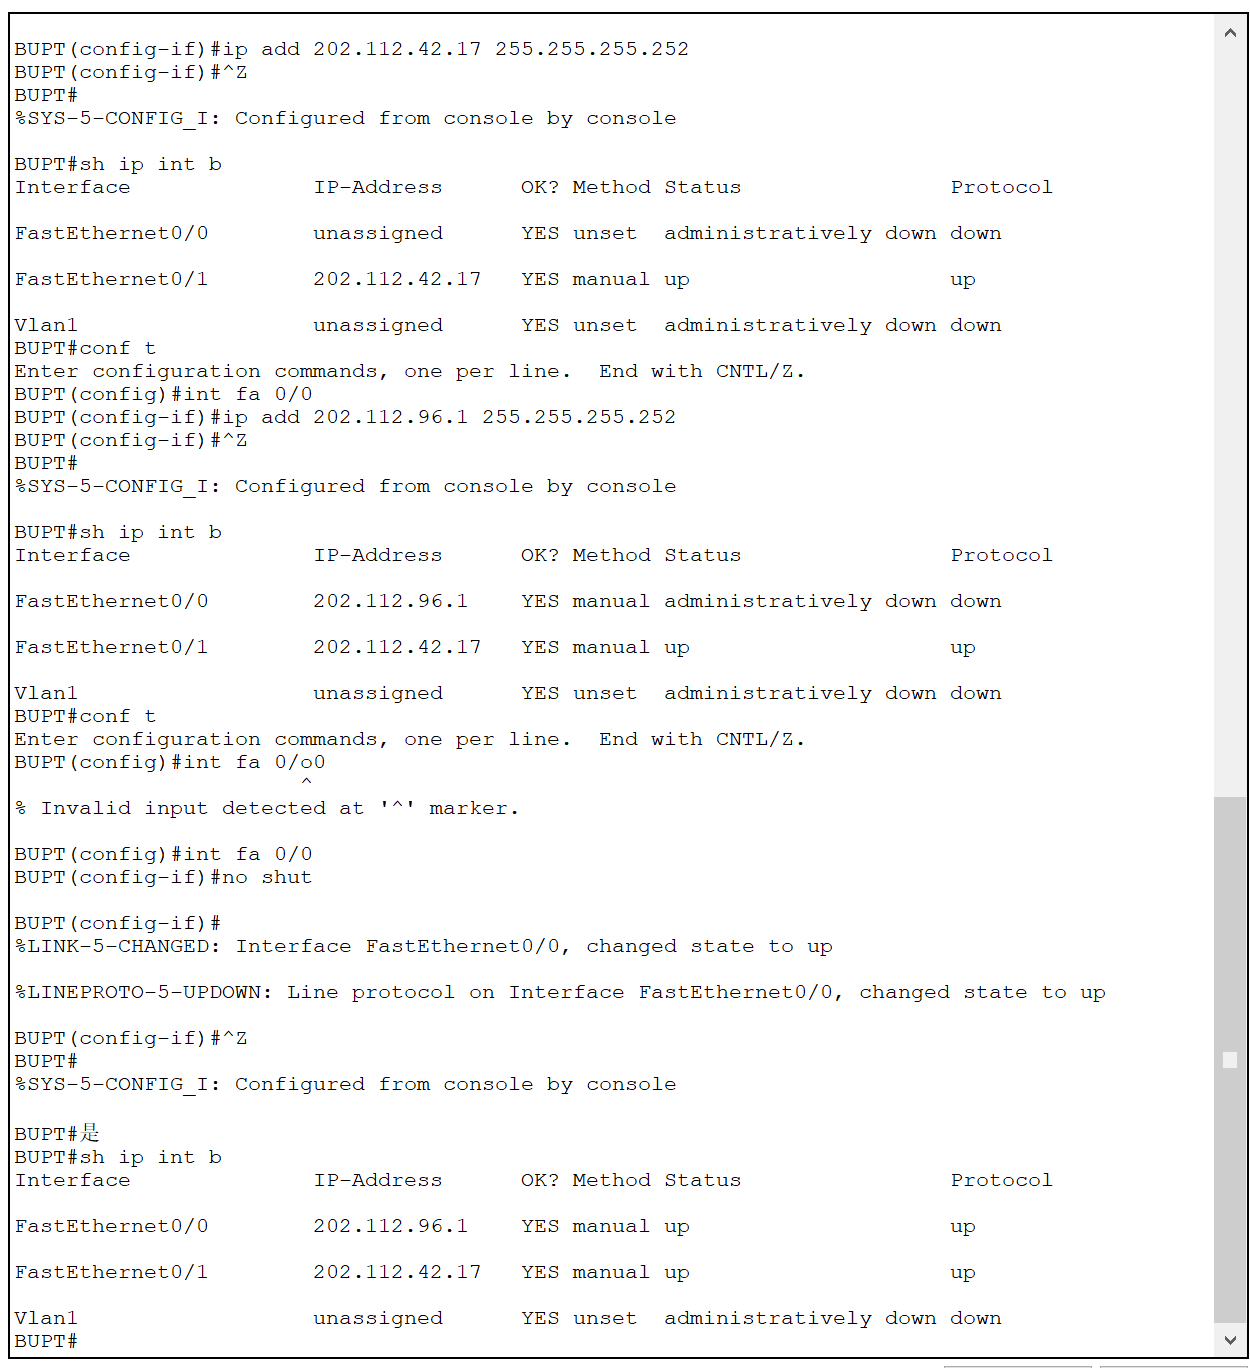 BUPT(config-if)#ip add 202.112.42.17 255.255.255.252
BUPT(config-if)#^Z
BUPT#
%SYS-5-CONFIG_I: Configured from console by console
BUPT#sh ip int b
Interface              IP-Address      OK? Method Status                Protocol
FastEthernet0/0        unassigned      YES unset  administratively down down
FastEthernet0/1        202.112.42.17   YES manual up                    up
Vlan1                  unassigned      YES unset  administratively down down
BUPT#conf t
Enter configuration commands, one per line.  End with CNTL/Z.
BUPT(config)#int fa 0/0
BUPT(config-if)#ip add 202.112.96.1 255.255.255.252
BUPT(config-if)#^Z
BUPT#
%SYS-5-CONFIG_I: Configured from console by console
BUPT#sh ip int b
Interface              IP-Address      OK? Method Status                Protocol
FastEthernet0/0        202.112.96.1    YES manual administratively down down
FastEthernet0/1        202.112.42.17   YES manual up                    up
Vlan1                  unassigned      YES unset  administratively down down
BUPT#conf t
Enter configuration commands, one per line.  End with CNTL/Z.
BUPT(config)#int fa 0/o0
                      ^
% Invalid input detected at '^' marker.
BUPT(config)#int fa 0/0
BUPT(config-if)#no shut
BUPT(config-if)#
%LINK-5-CHANGED: Interface FastEthernet0/0, changed state to up
%LINEPROTO-5-UPDOWN: Line protocol on Interface FastEthernet0/0, changed state to up
BUPT(config-if)#^Z
BUPT#
%SYS-5-CONFIG_I: Configured from console by console
BUPT#是
BUPT#sh ip int b
Interface              IP-Address      OK? Method Status                Protocol
FastEthernet0/0        202.112.96.1    YES manual up                    up
FastEthernet0/1        202.112.42.17   YES manual up                    up
Vlan1                  unassigned      YES unset  administratively down down
BUPT#